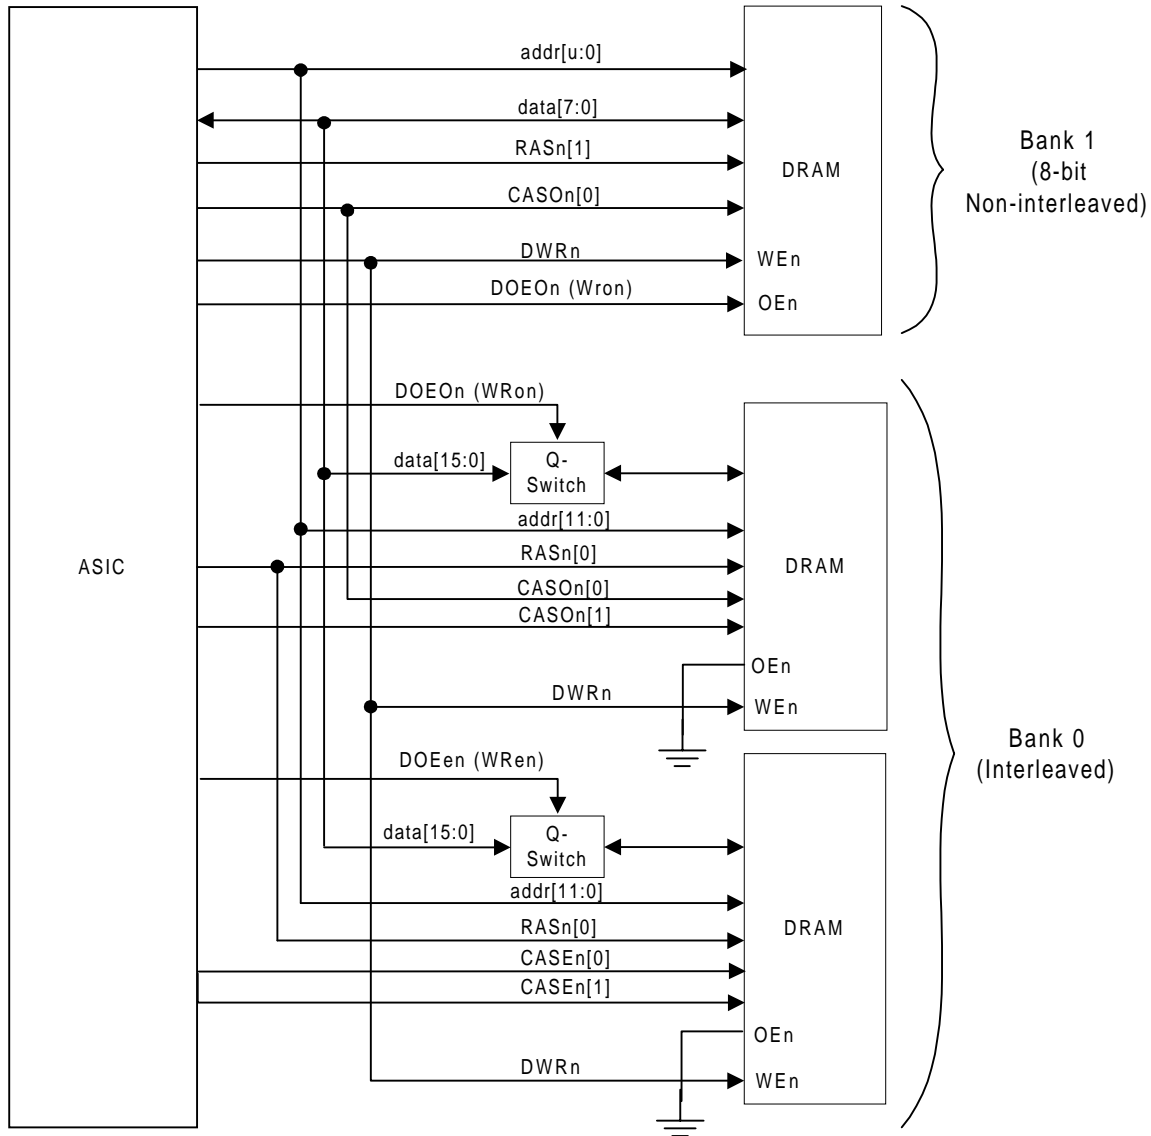 addr[u:0]
data[7:0]
RASn[1]
CASOn[0]
DWRn
DOEOn (Wron)
DRAM
WEn
OEn
Bank 1
(8-bit
Non-interleaved)
ASIC
DOEOn (WRon)
data[15:0]
Q-
Switch
addr[11:0]
RASn[0]
CASOn[0]
CASOn[1]
DRAM
OEn
DWRn
WEn
Bank 0
(Interleaved)
DOEen (WRen)
data[15:0]
Q-
Switch
addr[11:0]
RASn[0]
CASEn[0]
CASEn[1]
DRAM
OEn
DWRn
WEn